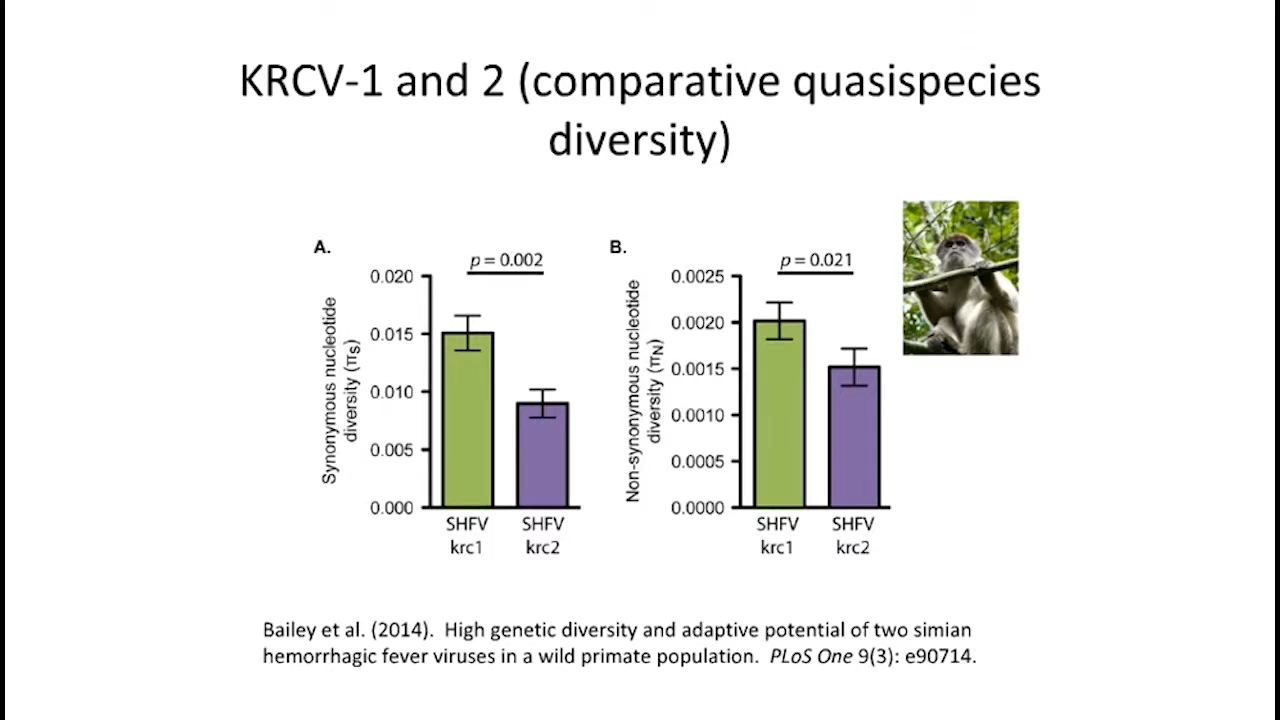 KRCV-1 and 2 (comparative quasispecies
diversity)
A.
p = 0.002
Synonymous nucleotide
diversity (πs)
0.020
0.015
0.010
0.005
0.000
SHFV
krc1
SHFV
krc2
B.
p = 0.021
Non-synonymous nucleotide
diversity (πN)
0.0025
0.0020
0.0015
0.0010
0.0005
0.0000
SHFV
krc1
SHFV
krc2
Bailey et al. (2014).  High genetic diversity and adaptive potential of two simian
hemorrhagic fever viruses in a wild primate population.  PLoS One 9(3): e90714.